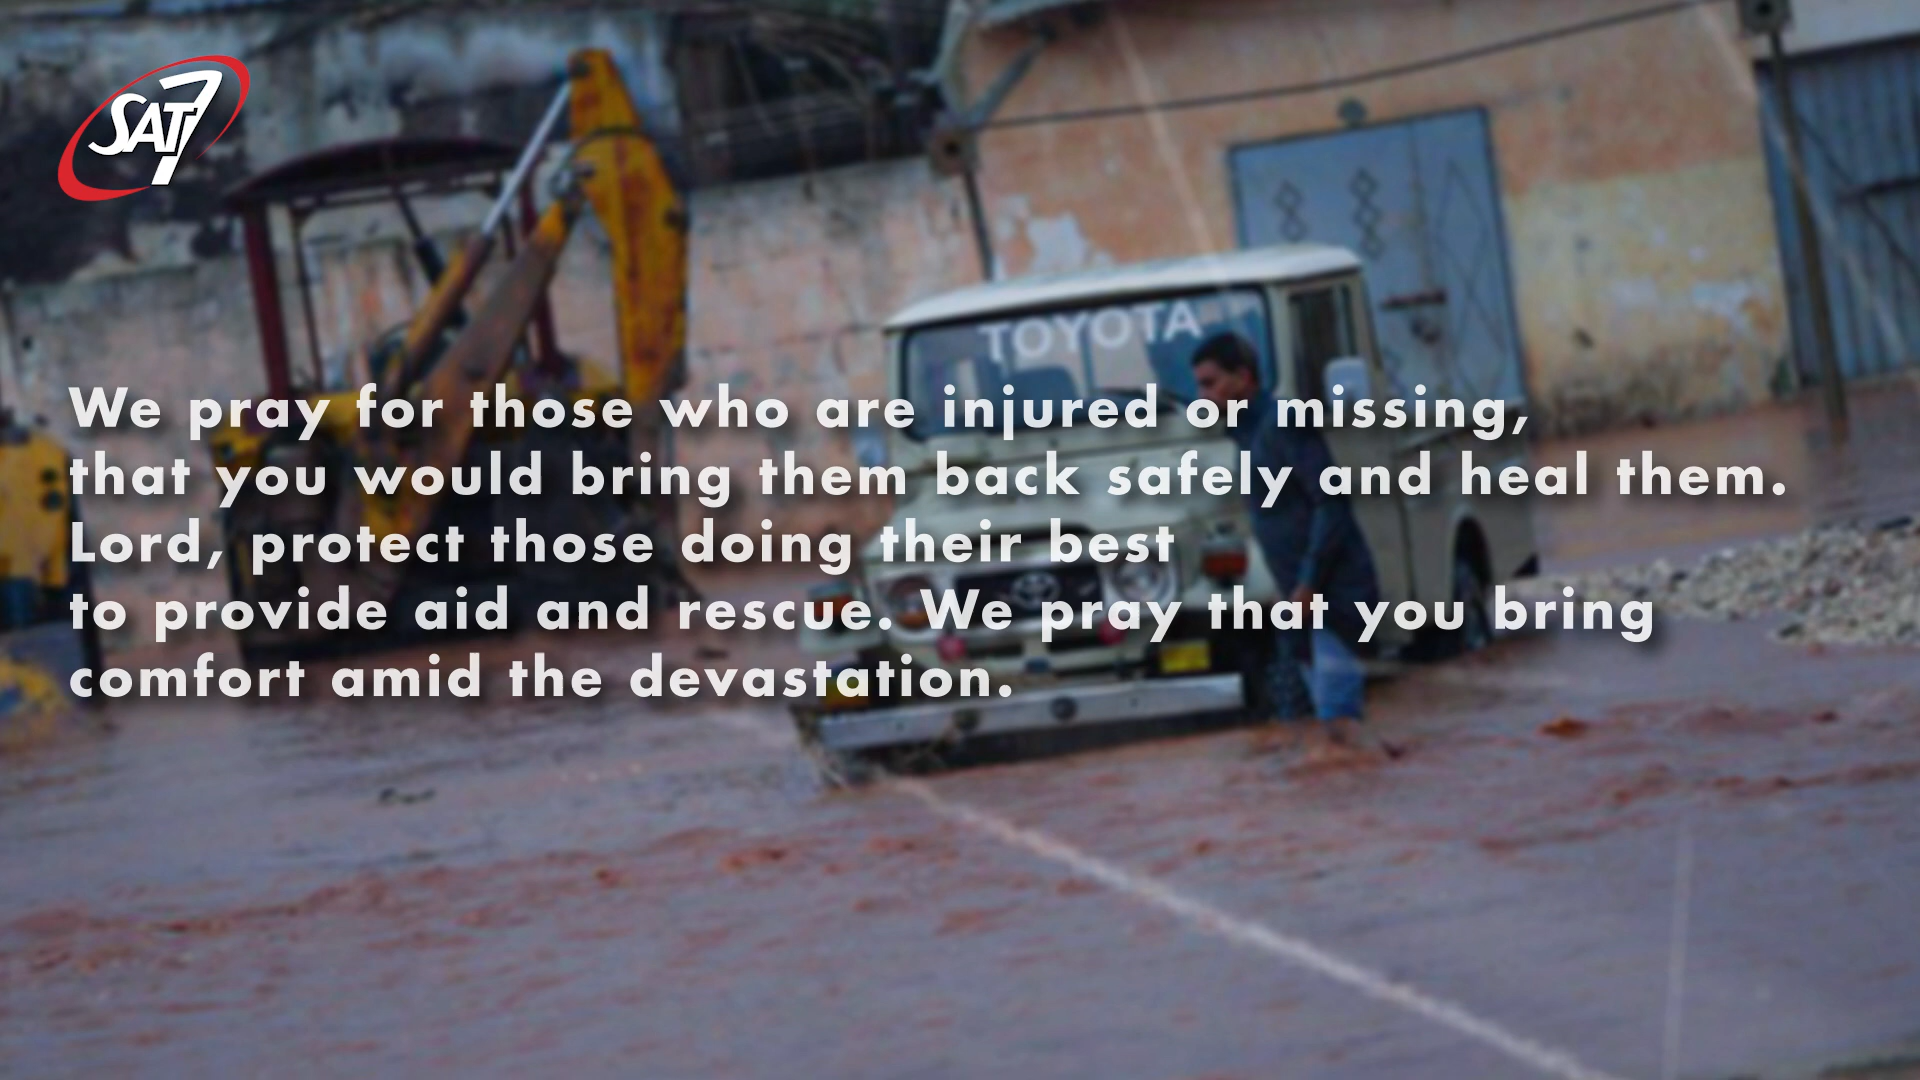 SAT7
TOYOTA
We pray for those who are injured or missing,
that you would bring them back safely and heal them.
Lord, protect those doing their best
to provide aid and rescue. We pray that you bring
comfort amid the devastation.